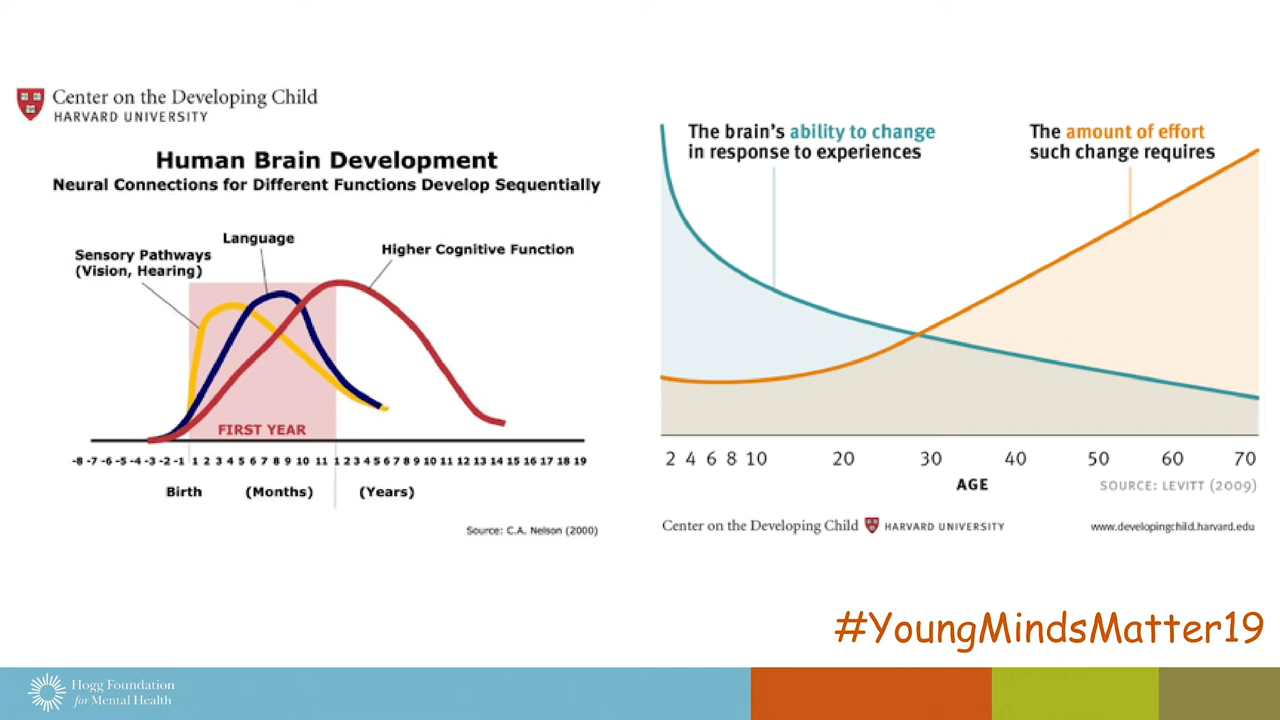 Center on the Developing Child
HARVARD UNIVERSITY
Human Brain Development
Neural Connections for Different Functions Develop Sequentially
Language
Sensory Pathways
(Vision, Hearing)
Higher Cognitive Function
FIRST YEAR
-8 -7 -6 -5 -4 -3 -2 -1 1 2 3 4 5 6 7 8 9 10 11 1 2 3 4 5 6 7 8 9 10 11 12 13 14 15 16 17 18 19
Birth (Months) (Years)
Source: C.A. Nelson (2000)
The brain's ability to change
in response to experiences
The amount of effort
such change requires
2 4 6 8 10 20 30 40 50 60 70
AGE
SOURCE: LEVITT (2009)
Center on the Developing Child HARVARD UNIVERSITY
www.developingchild.harvard.edu
#YoungMindsMatter19
Hogg Foundation
for Mental Health